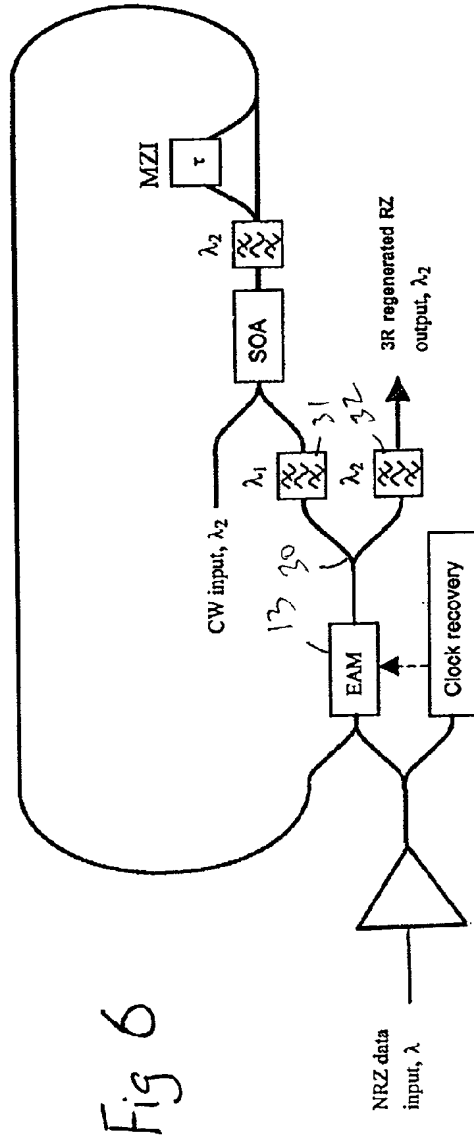 Fig 6
NRZ data
input, λ
Clock recovery
EAM
13
30
CW input, λ2
λ1
31
λ2
32
3R regenerated RZ
output, λ2
SOA
λ2
MZI
τ